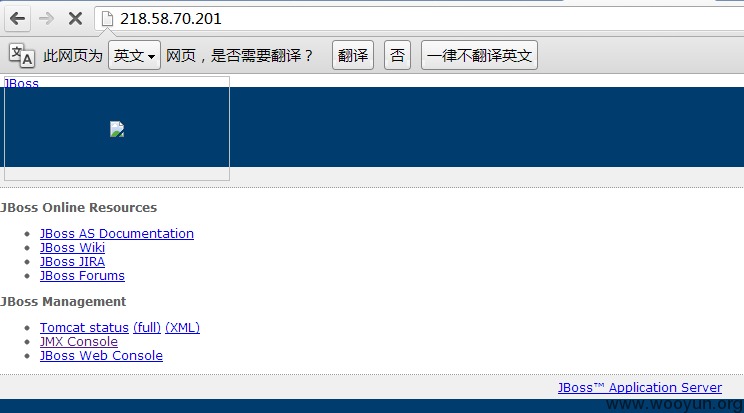 218.58.70.201
此网页为 英文 网页，是否需要翻译？ 翻译 否 一律不翻译英文
JBoss
JBoss Online Resources
JBoss AS Documentation
JBoss Wiki
JBoss JIRA
JBoss Forums
JBoss Management
Tomcat status (full) (XML)
JMX Console
JBoss Web Console
JBoss™ Application Server
www.wooyun.org